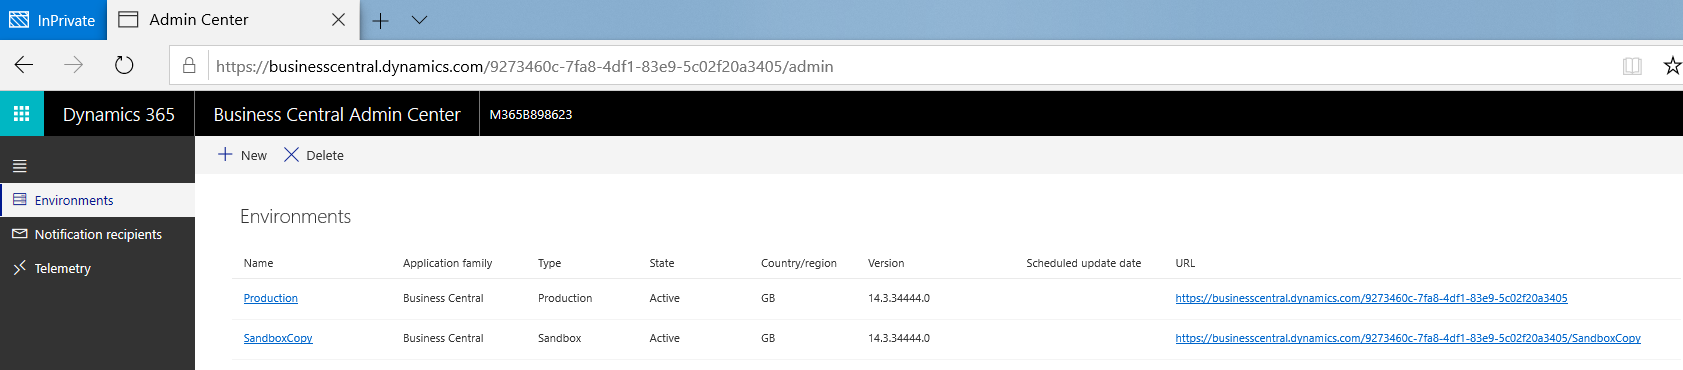 InPrivate
Admin Center
https://businesscentral.dynamics.com/9273460c-7fa8-4df1-83e9-5c02f20a3405/admin
Dynamics 365 Business Central Admin Center M365B898623
New Delete
Environments
Notification recipients
Telemetry
Environments
Name Application family Type State Country/region Version Scheduled update date URL
Production Business Central Production Active GB 14.3.34444.0 https://businesscentral.dynamics.com/9273460c-7fa8-4df1-83e9-5c02f20a3405
SandboxCopy Business Central Sandbox Active GB 14.3.34444.0 https://businesscentral.dynamics.com/9273460c-7fa8-4df1-83e9-5c02f20a3405/SandboxCopy